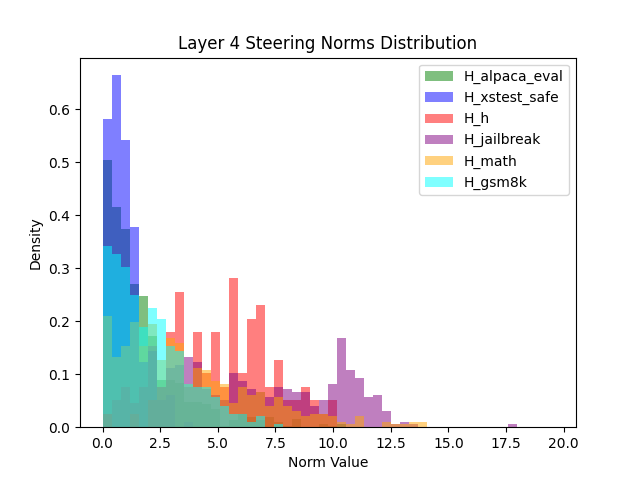 Layer 4 Steering Norms Distribution
H_alpaca_eval
H_xstest_safe
H_h
H_jailbreak
H_math
H_gsm8k
Density
0.6
0.5
0.4
0.3
0.2
0.1
0.0
0.0 2.5 5.0 7.5 10.0 12.5 15.0 17.5 20.0
Norm Value